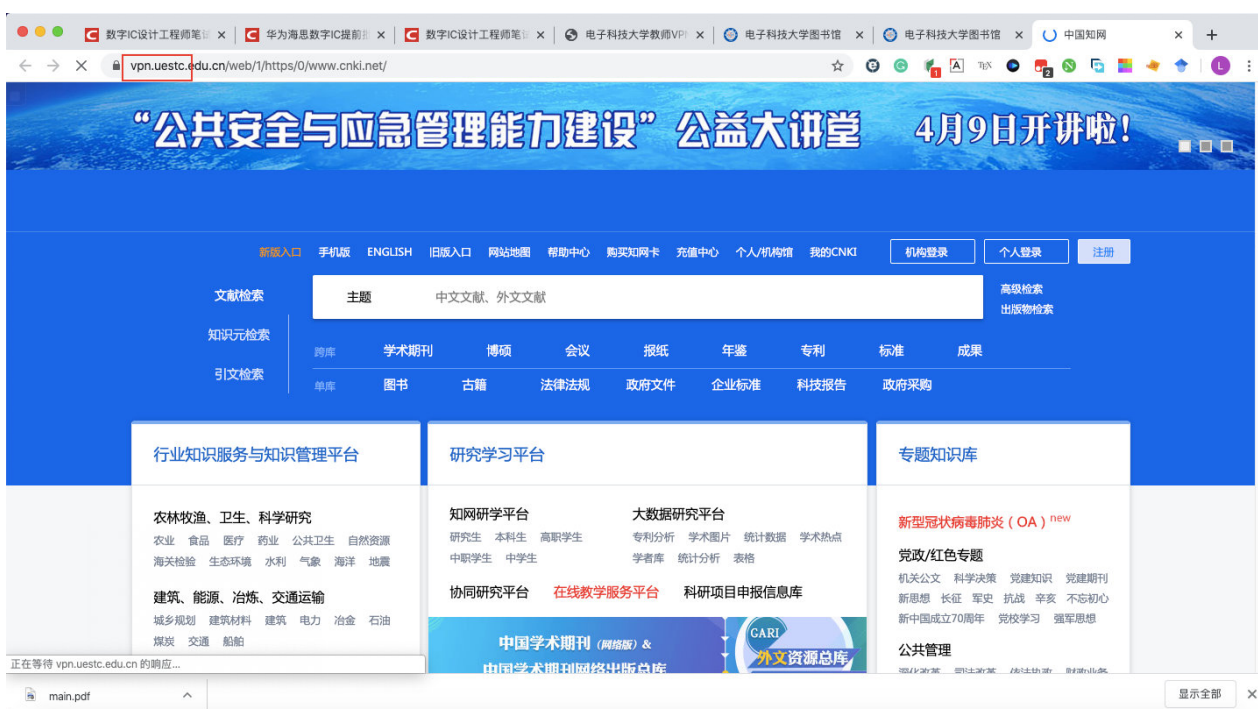 数字IC设计工程师笔
华为海思数字IC提前
数字IC设计工程师笔
电子科技大学教师VP
电子科技大学图书馆
电子科技大学图书馆
中国知网
vpn.uestc.edu.cn/web/1/https/0/www.cnki.net/
“公共安全与应急管理能力建设”公益大讲堂 4月9日开讲啦!
新版入口 手机版 ENGLISH 旧版入口 网站地图 帮助中心 购买知网卡 充值中心 个人/机构馆 我的CNKI 机构登录 个人登录 注册
文献检索 主题 中文文献、外文文献 高级检索
出版物检索
知识元检索
跨库 学术期刊 博硕 会议 报纸 年鉴 专利 标准 成果
引文检索
单库 图书 古籍 法律法规 政府文件 企业标准 科技报告 政府采购
行业知识服务与知识管理平台
农林牧渔、卫生、科学研究
农业 食品 医疗 药业 公共卫生 自然资源
海关检验 生态环境 水利 气象 海洋 地震
建筑、能源、冶炼、交通运输
城乡规划 建筑材料 建筑 电力 冶金 石油
煤炭 交通 船舶
研究学习平台
知网研学平台
研究生 本科生 高职学生
中职学生 中学生
大数据研究平台
专利分析 学术图片 统计数据 学术热点
学者库 统计分析 表格
协同研究平台 在线教学服务平台 科研项目申报信息库
中国学术期刊(网络版)&
中国学术期刊网络出版总库
CARI
外文资源总库
专题知识库
新型冠状病毒肺炎(OA)new
党政/红色专题
机关公文 科学决策 党建知识 党建期刊
新思想 长征 军史 抗战 辛亥 不忘初心
新中国成立70周年 党校学习 强军思想
公共管理
深化改革 司法改革 依法执政 财政业务
正在等待 vpn.uestc.edu.cn 的响应...
main.pdf
显示全部